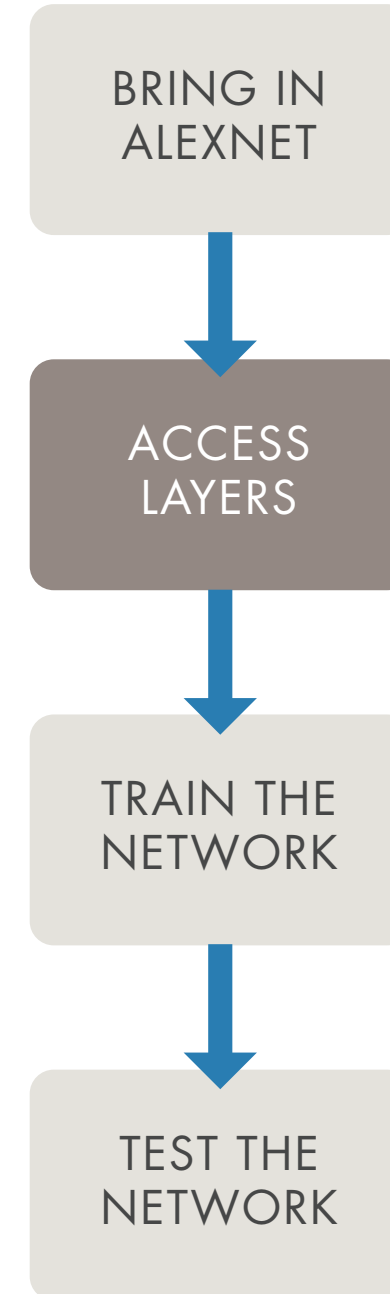 BRING IN
ALEXNET
ACCESS
LAYERS
TRAIN THE
NETWORK
TEST THE
NETWORK